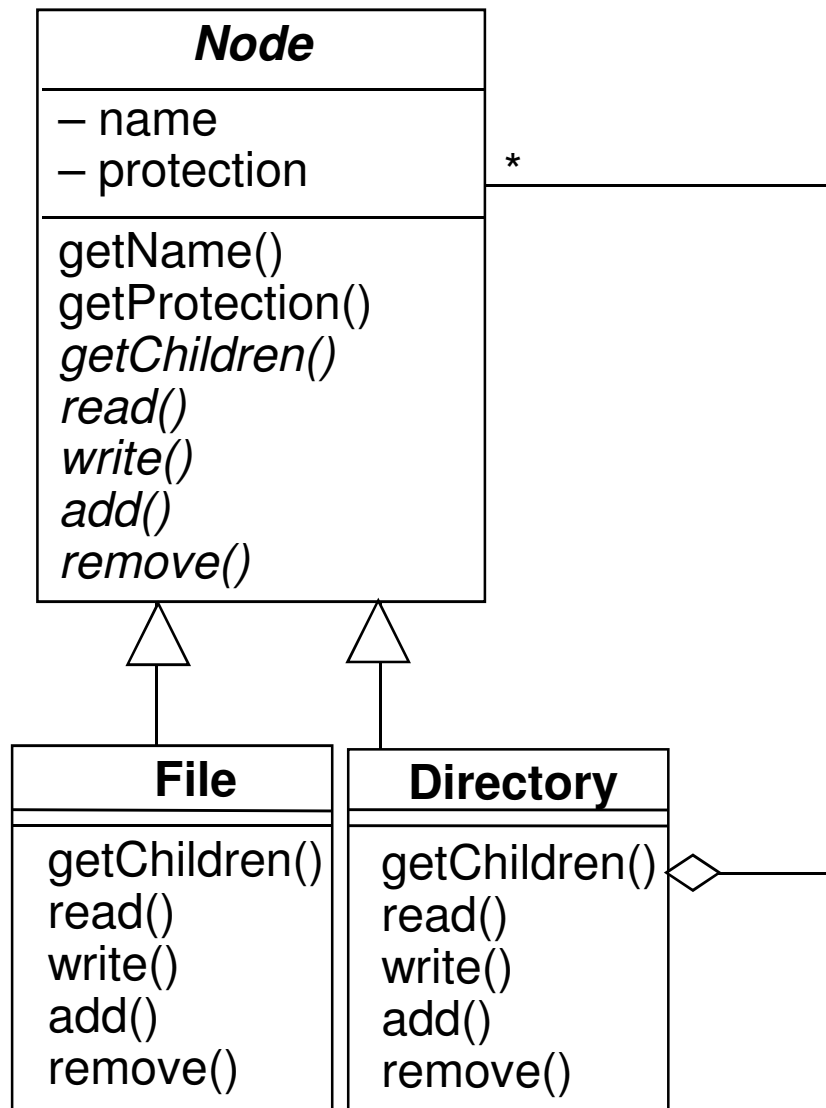 Node
– name
– protection
*
getName()
getProtection()
getChildren()
read()
write()
add()
remove()
File
getChildren()
read()
write()
add()
remove()
Directory
getChildren()
read()
write()
add()
remove()